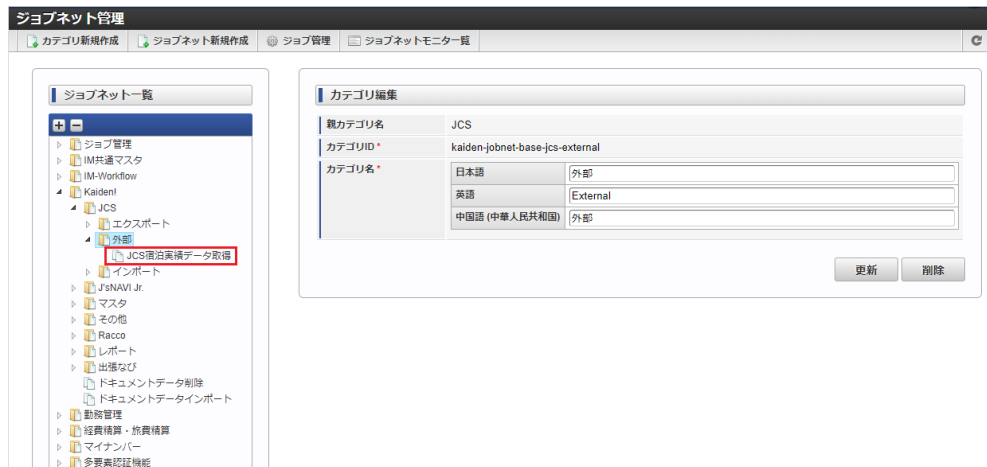 ジョブネット管理
カテゴリ新規作成 ジョブネット新規作成 ジョブ管理 ジョブネットモニター覧
ジョブネット一覧
ジョブ管理
IM共通マスタ
IM-Workflow
Kaiden!
JCS
エクスポート
外部
JCS宿泊実績データ取得
インポート
J'sNAVI Jr.
マスタ
その他
Racco
レポート
出張なび
ドキュメントデータ削除
ドキュメントデータインポート
勤務管理
経費精算・旅費精算
マイナンバー
多要素認証機能
カテゴリ編集
親カテゴリ名 JCS
カテゴリID * kaiden-jobnet-base-jcs-external
カテゴリ名 *
日本語 外部
英語 External
中国語 (中華人民共和国) 外部
更新 削除